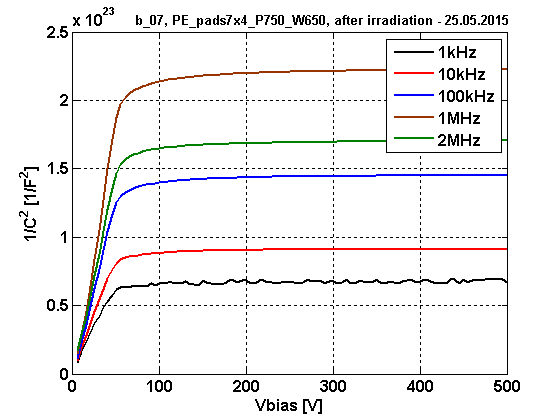 b_07, PE_pads7x4_P750_W650, after irradiation - 25.05.2015
x 10^23
2.5
2
1.5
1
0.5
0
1/C^2 [1/F^2]
1kHz
10kHz
100kHz
1MHz
2MHz
0 100 200 300 400 500
Vbias [V]